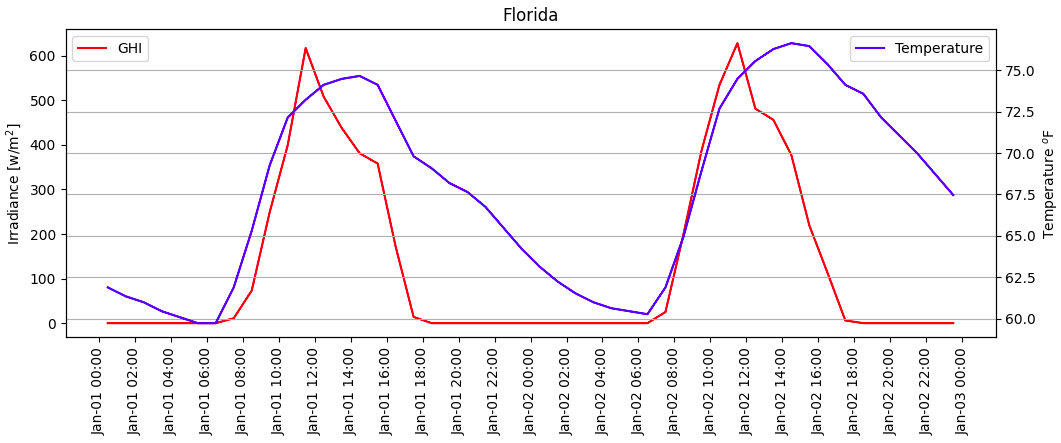 Florida
GHI
Temperature
600
500
400
300
200
100
0
Irradiance [w/m²]
75.0
72.5
70.0
67.5
65.0
62.5
60.0
Temperature °F
Jan-01 00:00
Jan-01 02:00
Jan-01 04:00
Jan-01 06:00
Jan-01 08:00
Jan-01 10:00
Jan-01 12:00
Jan-01 14:00
Jan-01 16:00
Jan-01 18:00
Jan-01 20:00
Jan-01 22:00
Jan-02 00:00
Jan-02 02:00
Jan-02 04:00
Jan-02 06:00
Jan-02 08:00
Jan-02 10:00
Jan-02 12:00
Jan-02 14:00
Jan-02 16:00
Jan-02 18:00
Jan-02 20:00
Jan-02 22:00
Jan-03 00:00